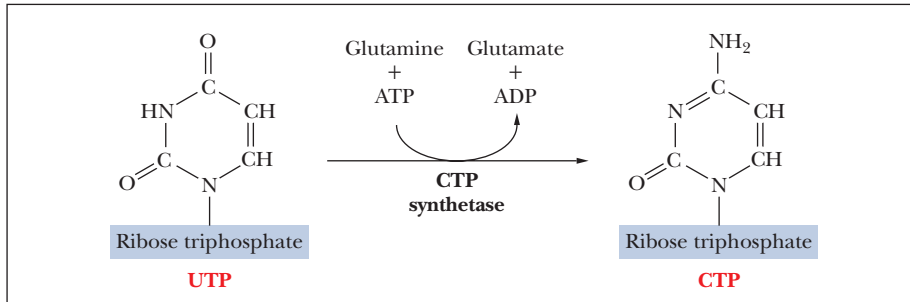 O
C
HN
CH
C
CH
O
N
Ribose triphosphate
UTP
Glutamine
+
ATP
Glutamate
+
ADP
CTP
synthetase
NH2
C
N
CH
C
CH
O
N
Ribose triphosphate
CTP